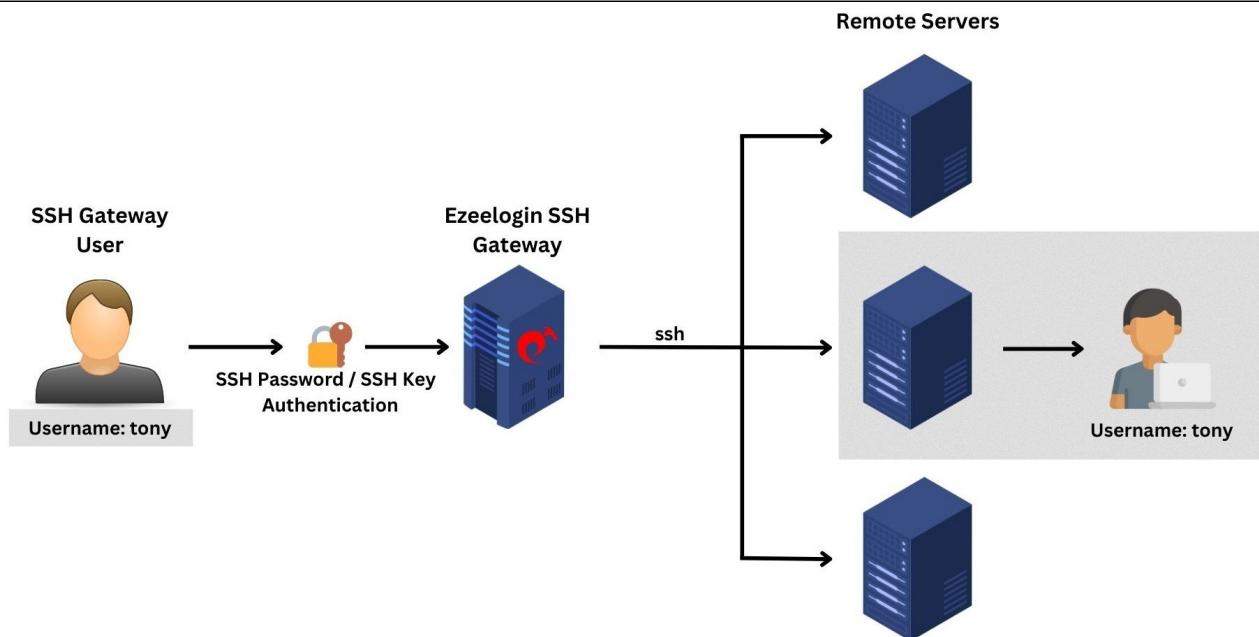 Remote Servers
SSH Gateway
User
Ezeelogin SSH
Gateway
ssh
SSH Password / SSH Key
Authentication
Username: tony
Username: tony